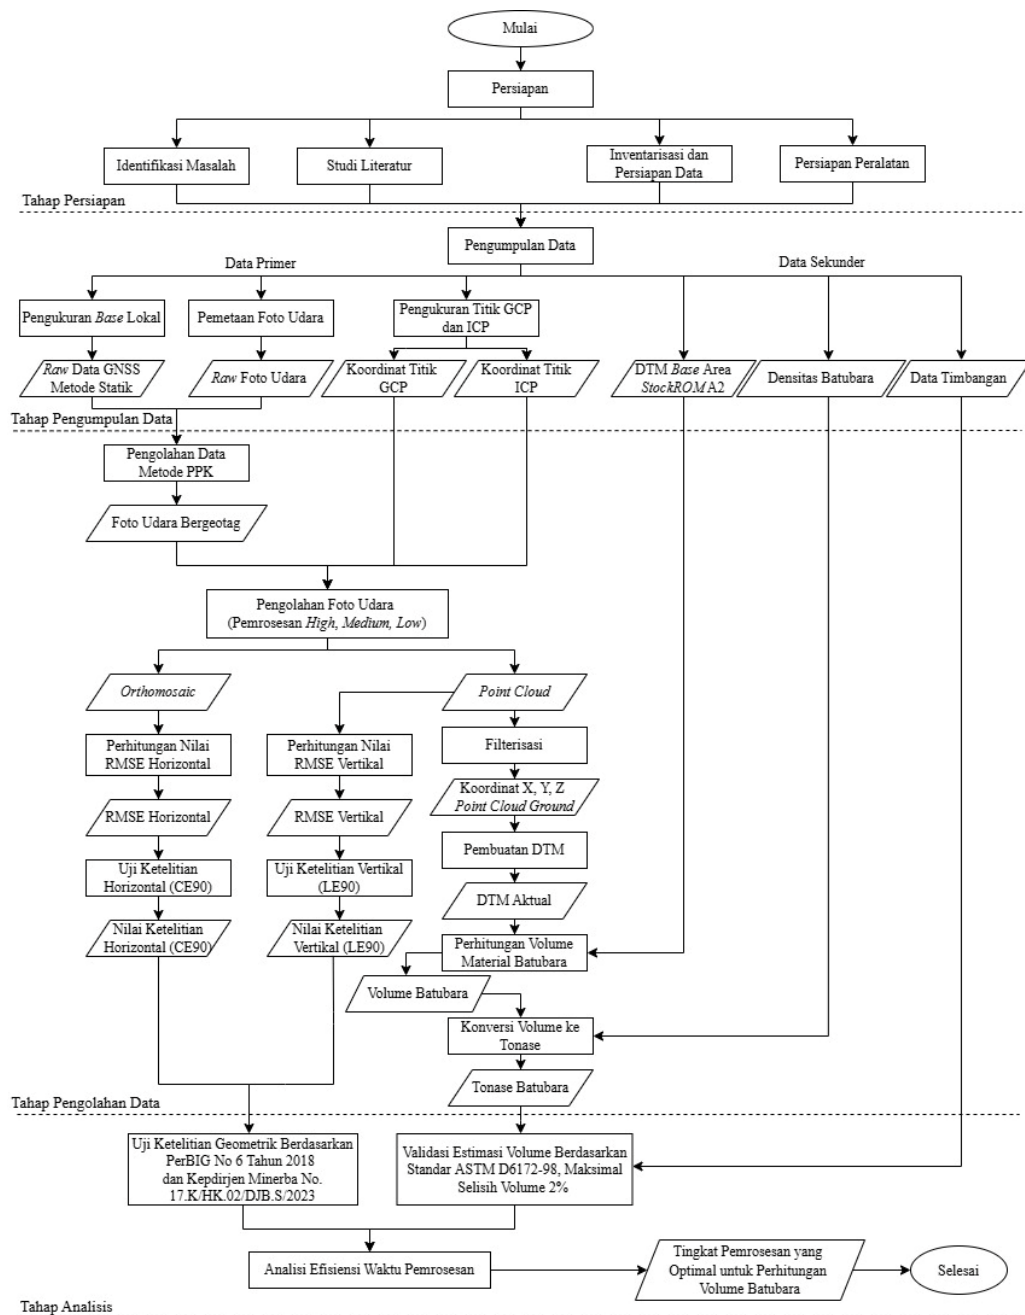 Mulai
Persiapan
Identifikasi Masalah
Studi Literatur
Inventarisasi dan
Persiapan Data
Persiapan Peralatan
Tahap Persiapan
Pengumpulan Data
Data Primer
Data Sekunder
Pengukuran Base Lokal
Pemetaan Foto Udara
Pengukuran Titik GCP
dan ICP
Raw Data GNSS
Metode Statik
Raw Foto Udara
Koordinat Titik
GCP
Koordinat Titik
ICP
DTM Base Area
StockROM A2
Densitas Batubara
Data Timbangan
Tahap Pengumpulan Data
Pengolahan Data
Metode PPK
Foto Udara Bergeotag
Pengolahan Foto Udara
(Pemrosesan High, Medium, Low)
Orthomosaic
Point Cloud
Perhitungan Nilai
RMSE Horizontal
Perhitungan Nilai
RMSE Vertikal
Filterisasi
Koordinat X, Y, Z
Point Cloud Ground
RMSE Horizontal
RMSE Vertikal
Pembuatan DTM
Uji Ketelitian
Horizontal (CE90)
Uji Ketelitian Vertikal
(LE90)
DTM Aktual
Nilai Ketelitian
Horizontal (CE90)
Nilai Ketelitian
Vertikal (LE90)
Perhitungan Volume
Material Batubara
Volume Batubara
Konversi Volume ke
Tonase
Tonase Batubara
Tahap Pengolahan Data
Uji Ketelitian Geometrik Berdasarkan
PerBIG No 6 Tahun 2018
dan Kepdirjen Minerba No.
17.K/HK.02/DJB.S/2023
Validasi Estimasi Volume Berdasarkan
Standar ASTM D6172-98, Maksimal
Selisih Volume 2%
Analisi Efisiensi Waktu Pemrosesan
Tingkat Pemrosesan yang
Optimal untuk Perhitungan
Volume Batubara
Selesai
Tahap Analisis